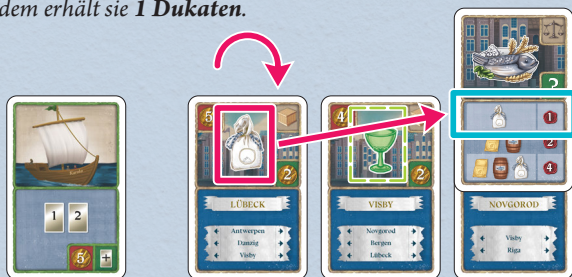 dem erhält sie 1 Dukaten.
5
4
1
2
4
2
2
1 2
5 +
LÜBECK
Antwerpen
Danzig
Visby
VISBY
Novgorod
Bergen
Lübeck
NOVGOROD
Visby
Riga